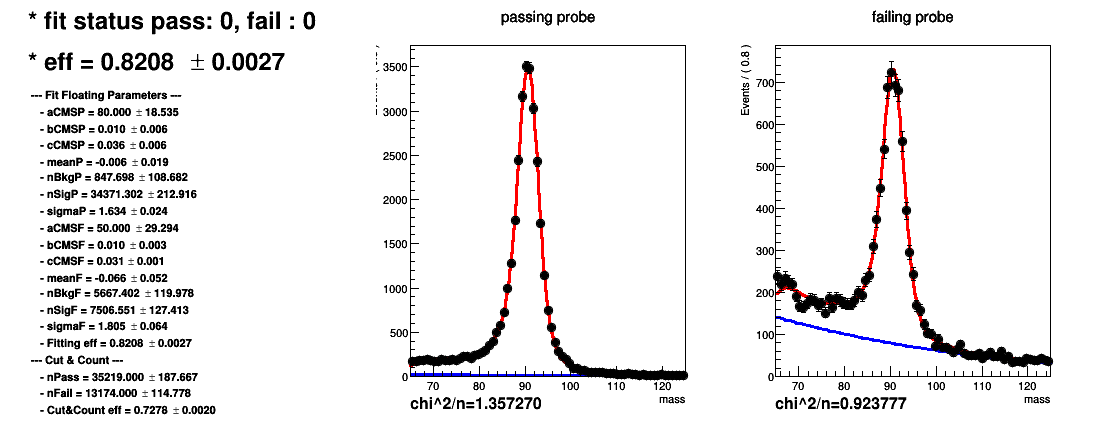 * fit status pass: 0, fail : 0
* eff = 0.8208 ± 0.0027
--- Fit Floating Parameters ---
- aCMSP = 80.000 ± 18.535
- bCMSP = 0.010 ± 0.006
- cCMSP = 0.036 ± 0.006
- meanP = -0.006 ± 0.019
- nBkgP = 847.698 ± 108.682
- nSigP = 34371.302 ± 212.916
- sigmaP = 1.634 ± 0.024
- aCMSF = 50.000 ± 29.294
- bCMSF = 0.010 ± 0.003
- cCMSF = 0.031 ± 0.001
- meanF = -0.066 ± 0.052
- nBkgF = 5667.402 ± 119.978
- nSigF = 7506.551 ± 127.413
- sigmaF = 1.805 ± 0.064
- Fitting eff = 0.8208 ± 0.0027
--- Cut & Count ---
- nPass = 35219.000 ± 187.667
- nFail = 13174.000 ± 114.778
- Cut&Count eff = 0.7278 ± 0.0020
passing probe
3500
3000
2500
2000
1500
1000
500
0
70 80 90 100 110 120
mass
chi^2/n=1.357270
failing probe
Events / ( 0.8 )
700
600
500
400
300
200
100
0
70 80 90 100 110 120
mass
chi^2/n=0.923777